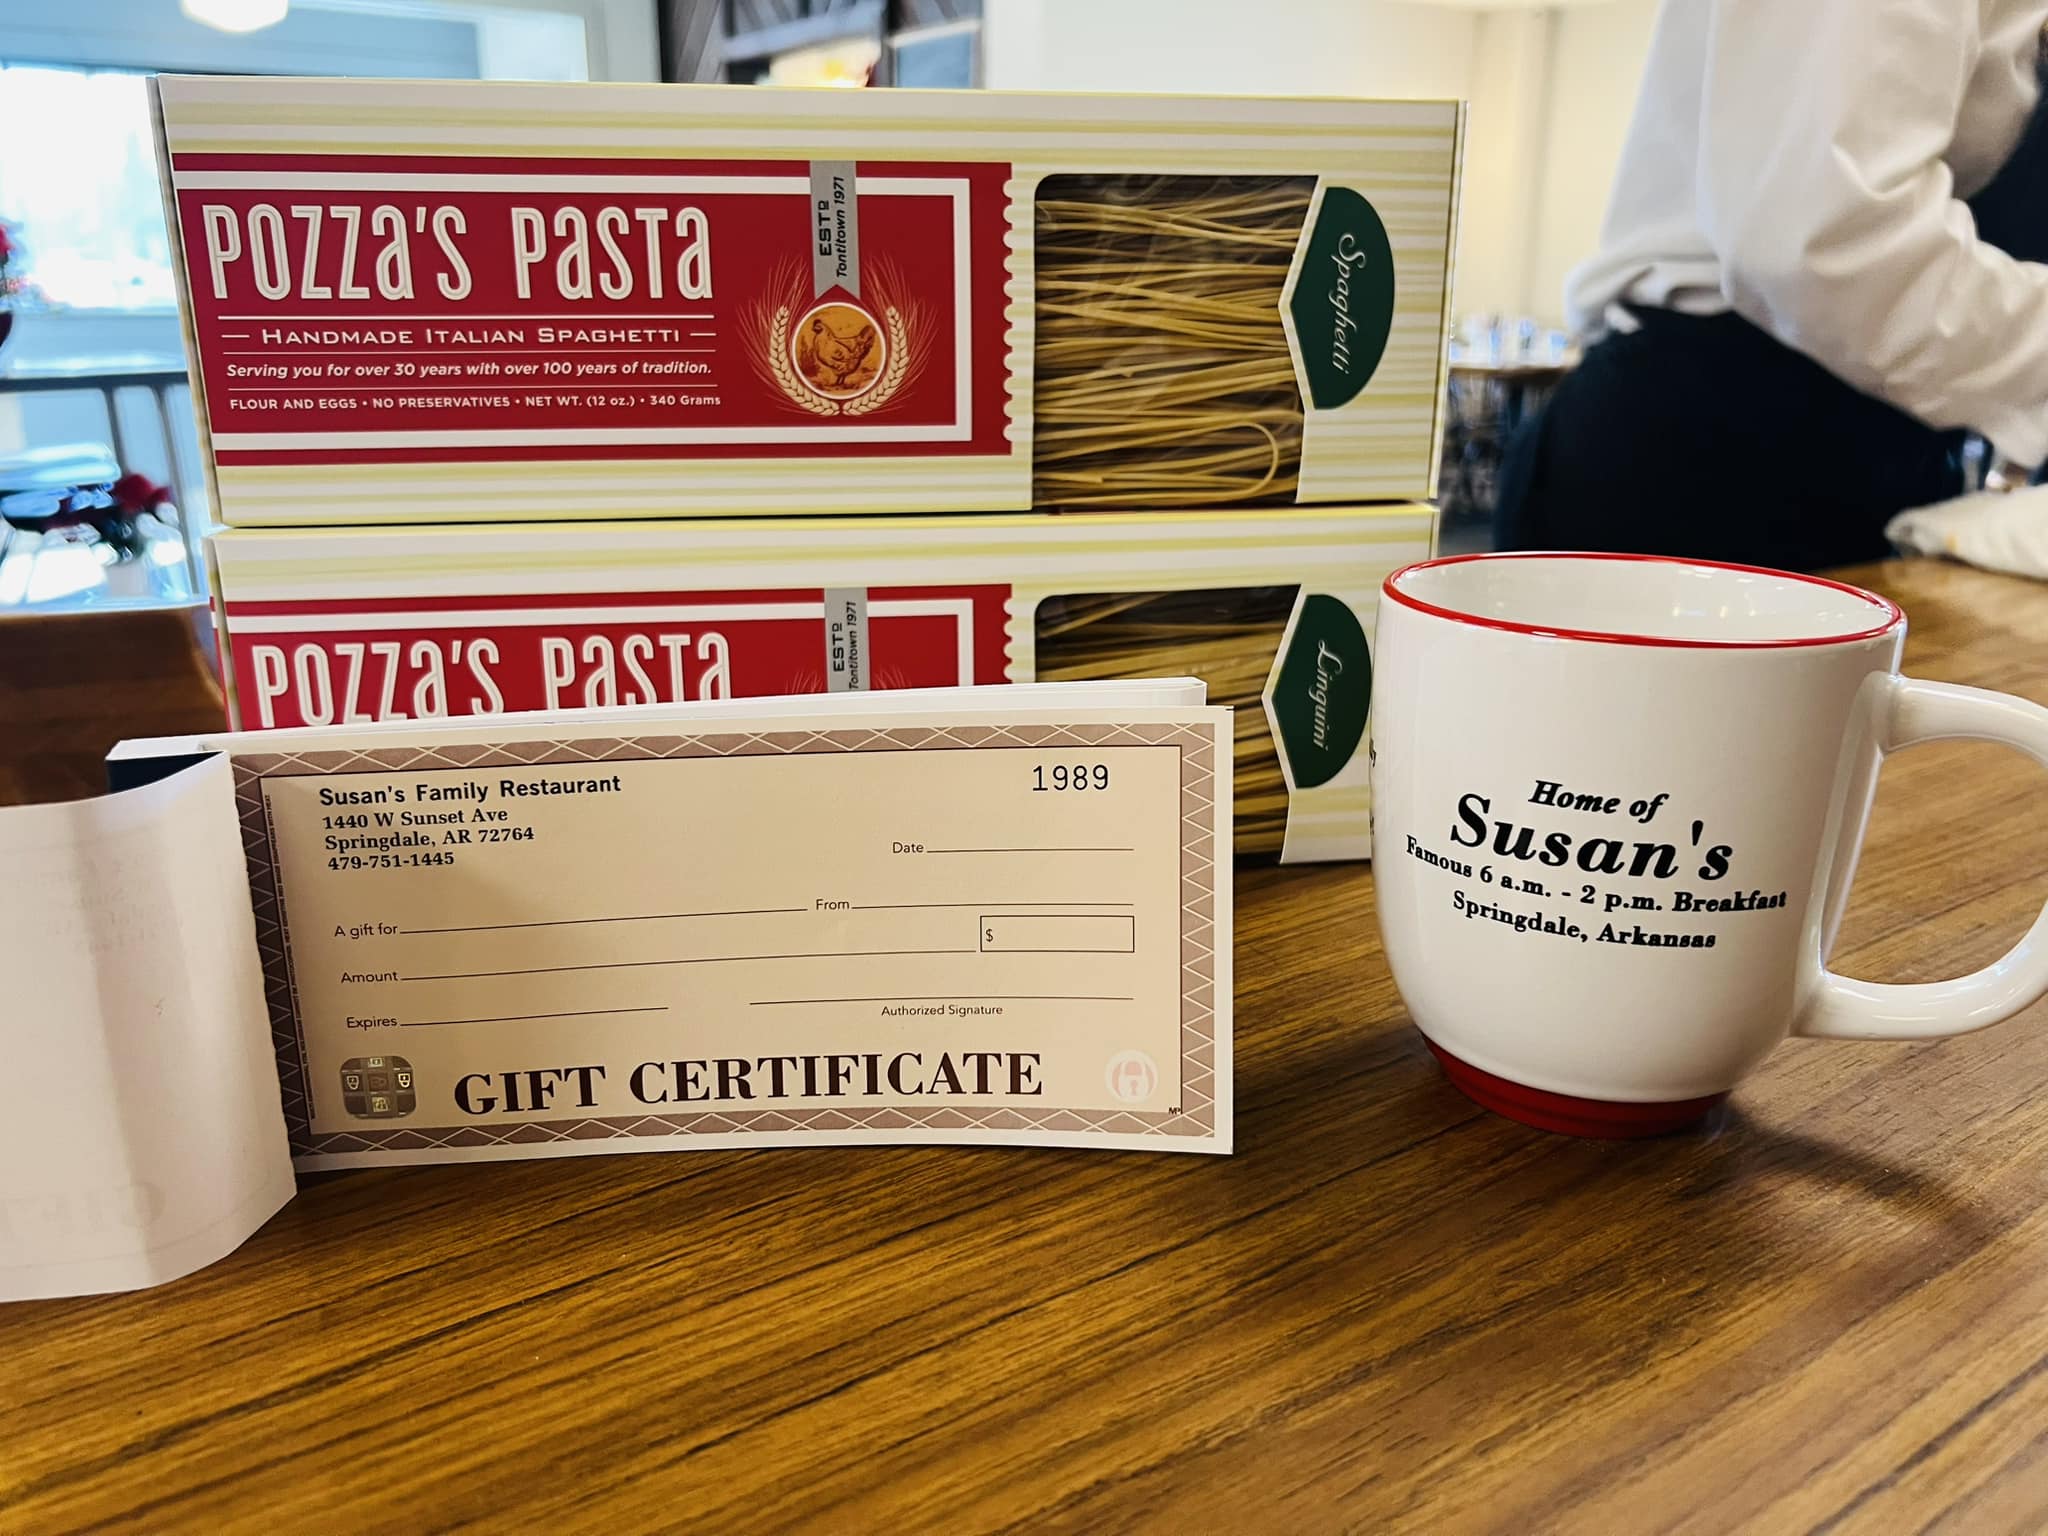 POZZA'S PASTA
HANDMADE ITALIAN SPAGHETTI
Serving you for over 30 years with over 100 years of tradition.
FLOUR AND EGGS • NO PRESERVATIVES • NET WT. (12 oz.) • 340 Grams
ESTD
Tontitown 1971
Spaghetti
POZZA'S PASTA
ESTD
Tontitown 1971
Linguini
Susan's Family Restaurant
1440 W Sunset Ave
Springdale, AR 72764
479-751-1445
1989
Date
A gift for
From
$
Amount
Expires
Authorized Signature
GIFT CERTIFICATE
MP
Home of
Susan's
Famous 6 a.m. - 2 p.m. Breakfast
Springdale, Arkansas